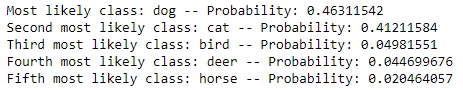 Most likely class: dog -- Probability: 0.46311542
Second most likely class: cat -- Probability: 0.41211584
Third most likely class: bird -- Probability: 0.04981551
Fourth most likely class: deer -- Probability: 0.044699676
Fifth most likely class: horse -- Probability: 0.020464057